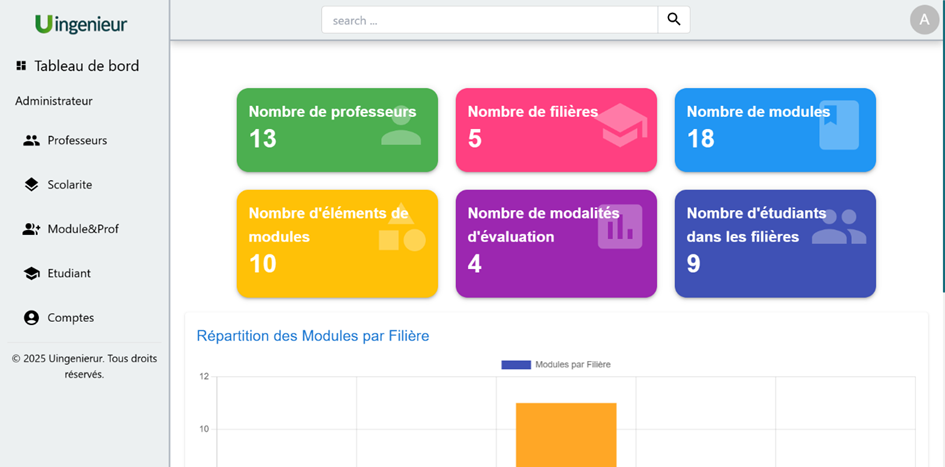 Uingenieur
search ...
A
Tableau de bord
Administrateur
Professeurs
Scolarite
Module&Prof
Etudiant
Comptes
© 2025 Uingenierur. Tous droits
réservés.
Nombre de professeurs
13
Nombre de filières
5
Nombre de modules
18
Nombre d'éléments de
modules
10
Nombre de modalités
d'évaluation
4
Nombre d'étudiants
dans les filières
9
Répartition des Modules par Filière
Modules par Filière
12
10